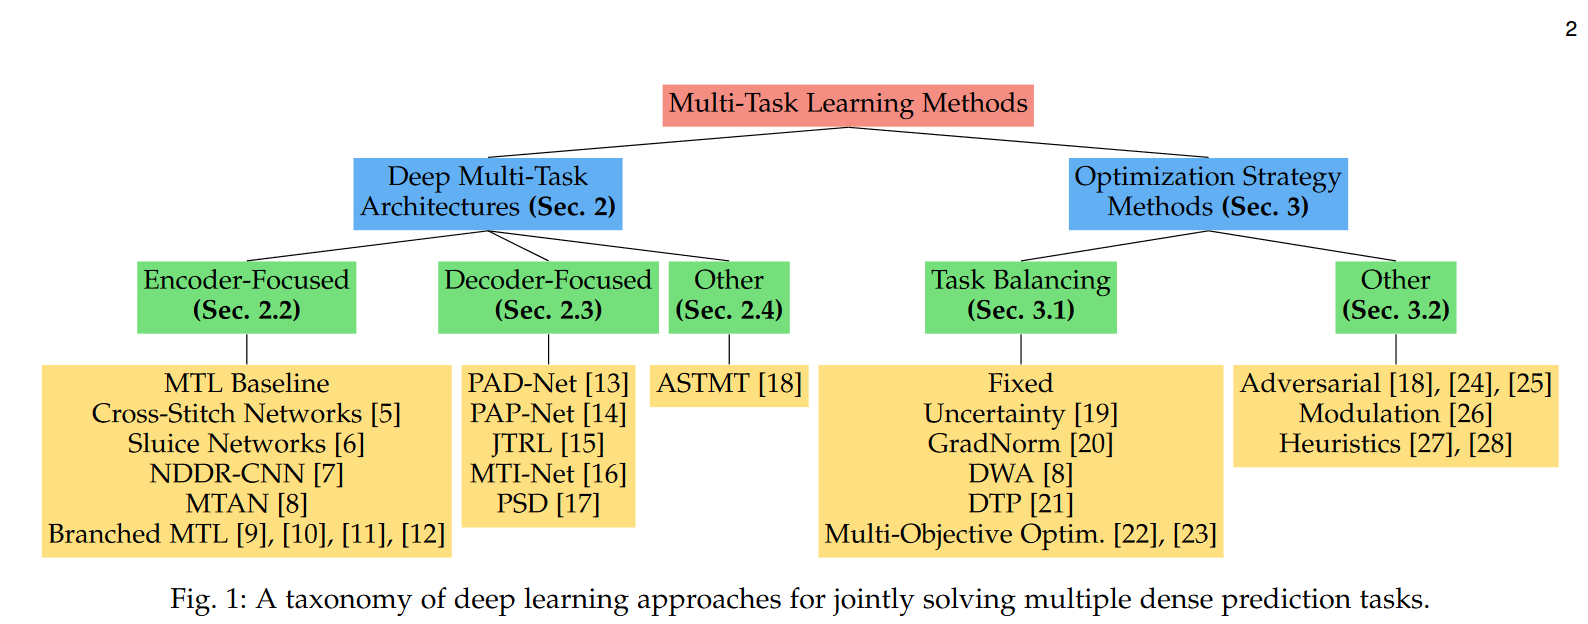 2
Multi-Task Learning Methods
Deep Multi-Task
Architectures (Sec. 2)
Optimization Strategy
Methods (Sec. 3)
Encoder-Focused
(Sec. 2.2)
Decoder-Focused
(Sec. 2.3)
Other
(Sec. 2.4)
Task Balancing
(Sec. 3.1)
Other
(Sec. 3.2)
MTL Baseline
Cross-Stitch Networks [5]
Sluice Networks [6]
NDDR-CNN [7]
MTAN [8]
Branched MTL [9], [10], [11], [12]
PAD-Net [13]
PAP-Net [14]
JTRL [15]
MTI-Net [16]
PSD [17]
ASTMT [18]
Fixed
Uncertainty [19]
GradNorm [20]
DWA [8]
DTP [21]
Multi-Objective Optim. [22], [23]
Adversarial [18], [24], [25]
Modulation [26]
Heuristics [27], [28]
Fig. 1: A taxonomy of deep learning approaches for jointly solving multiple dense prediction tasks.